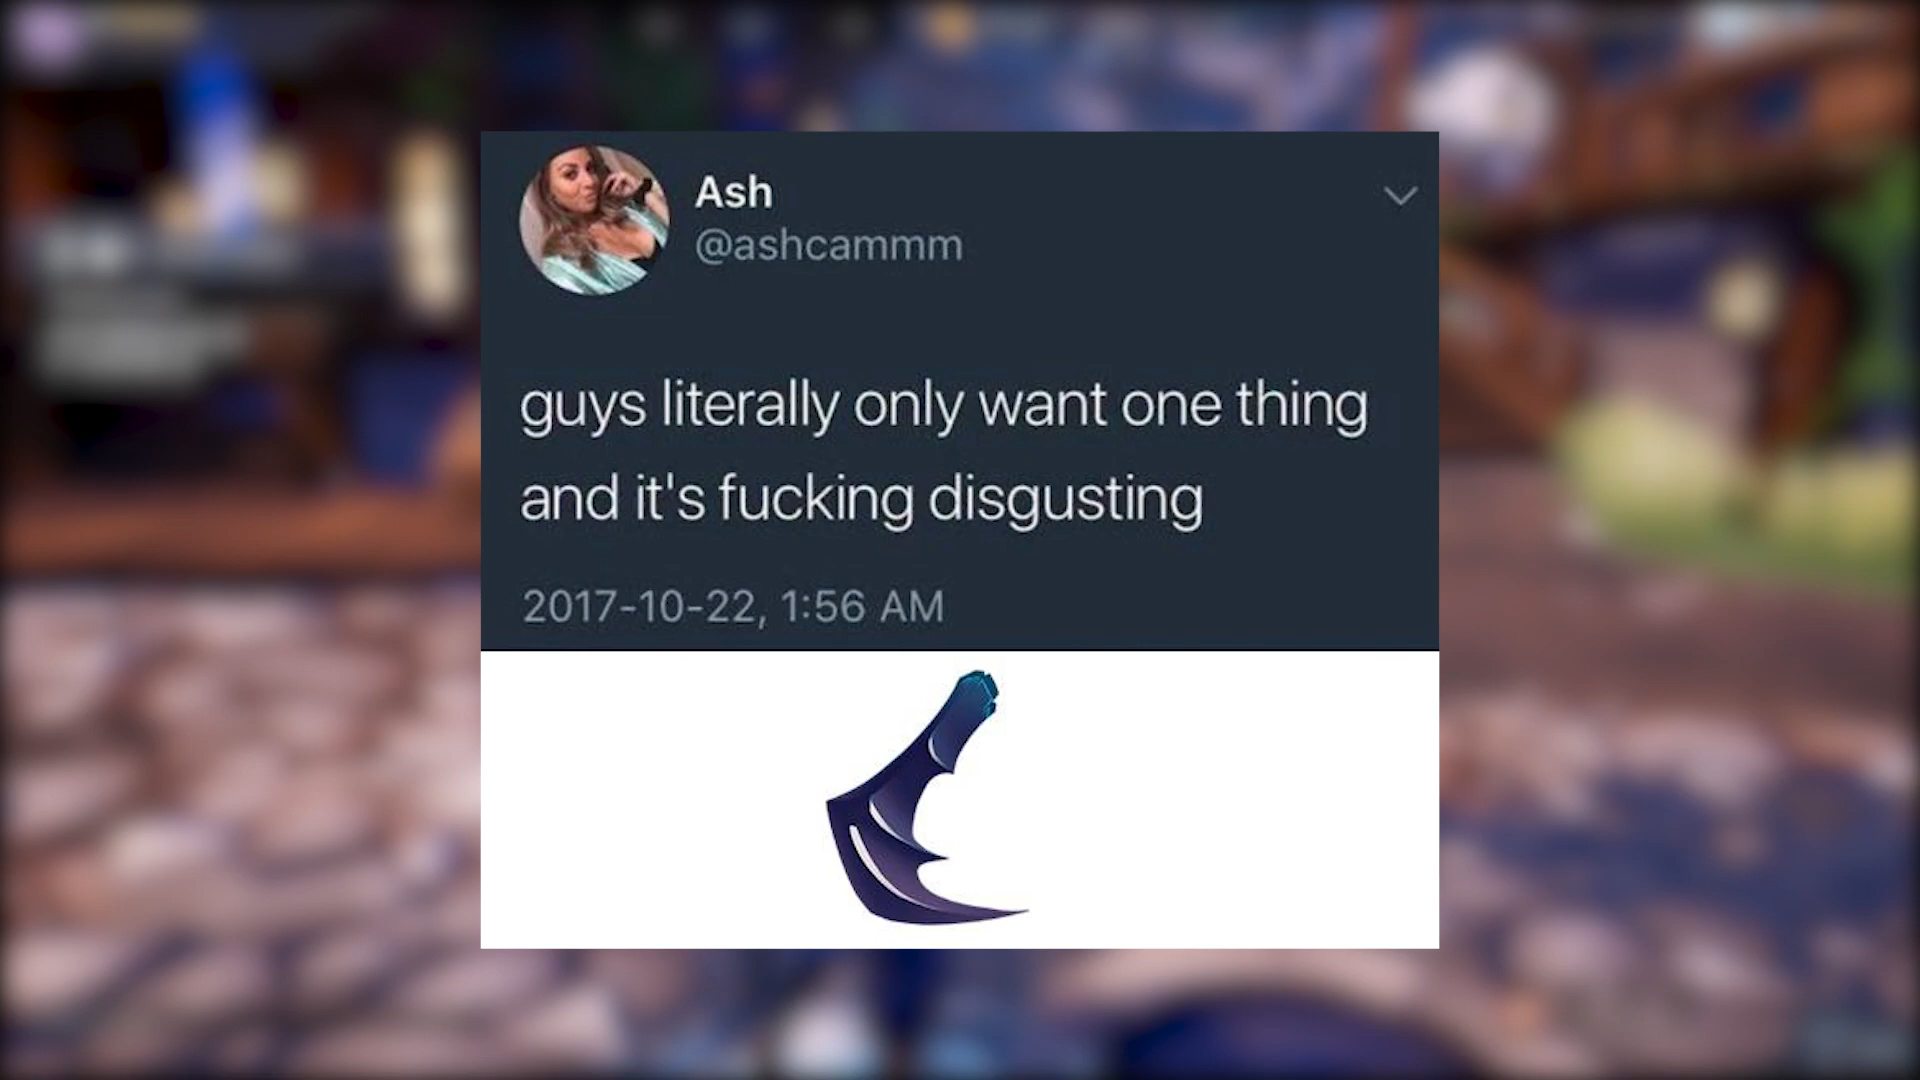 Ash
@ashcammm
guys literally only want one thing
and it's fucking disgusting
2017-10-22, 1:56 AM